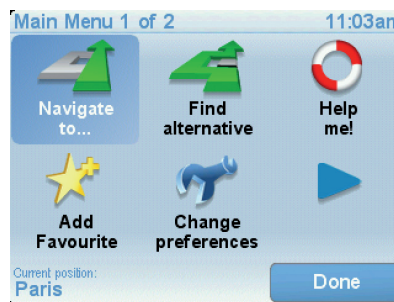 Main Menu 1 of 2 11:03am
Navigate
to...
Find
alternative
Help
me!
Add
Favourite
Change
preferences
Current position:
Paris
Done